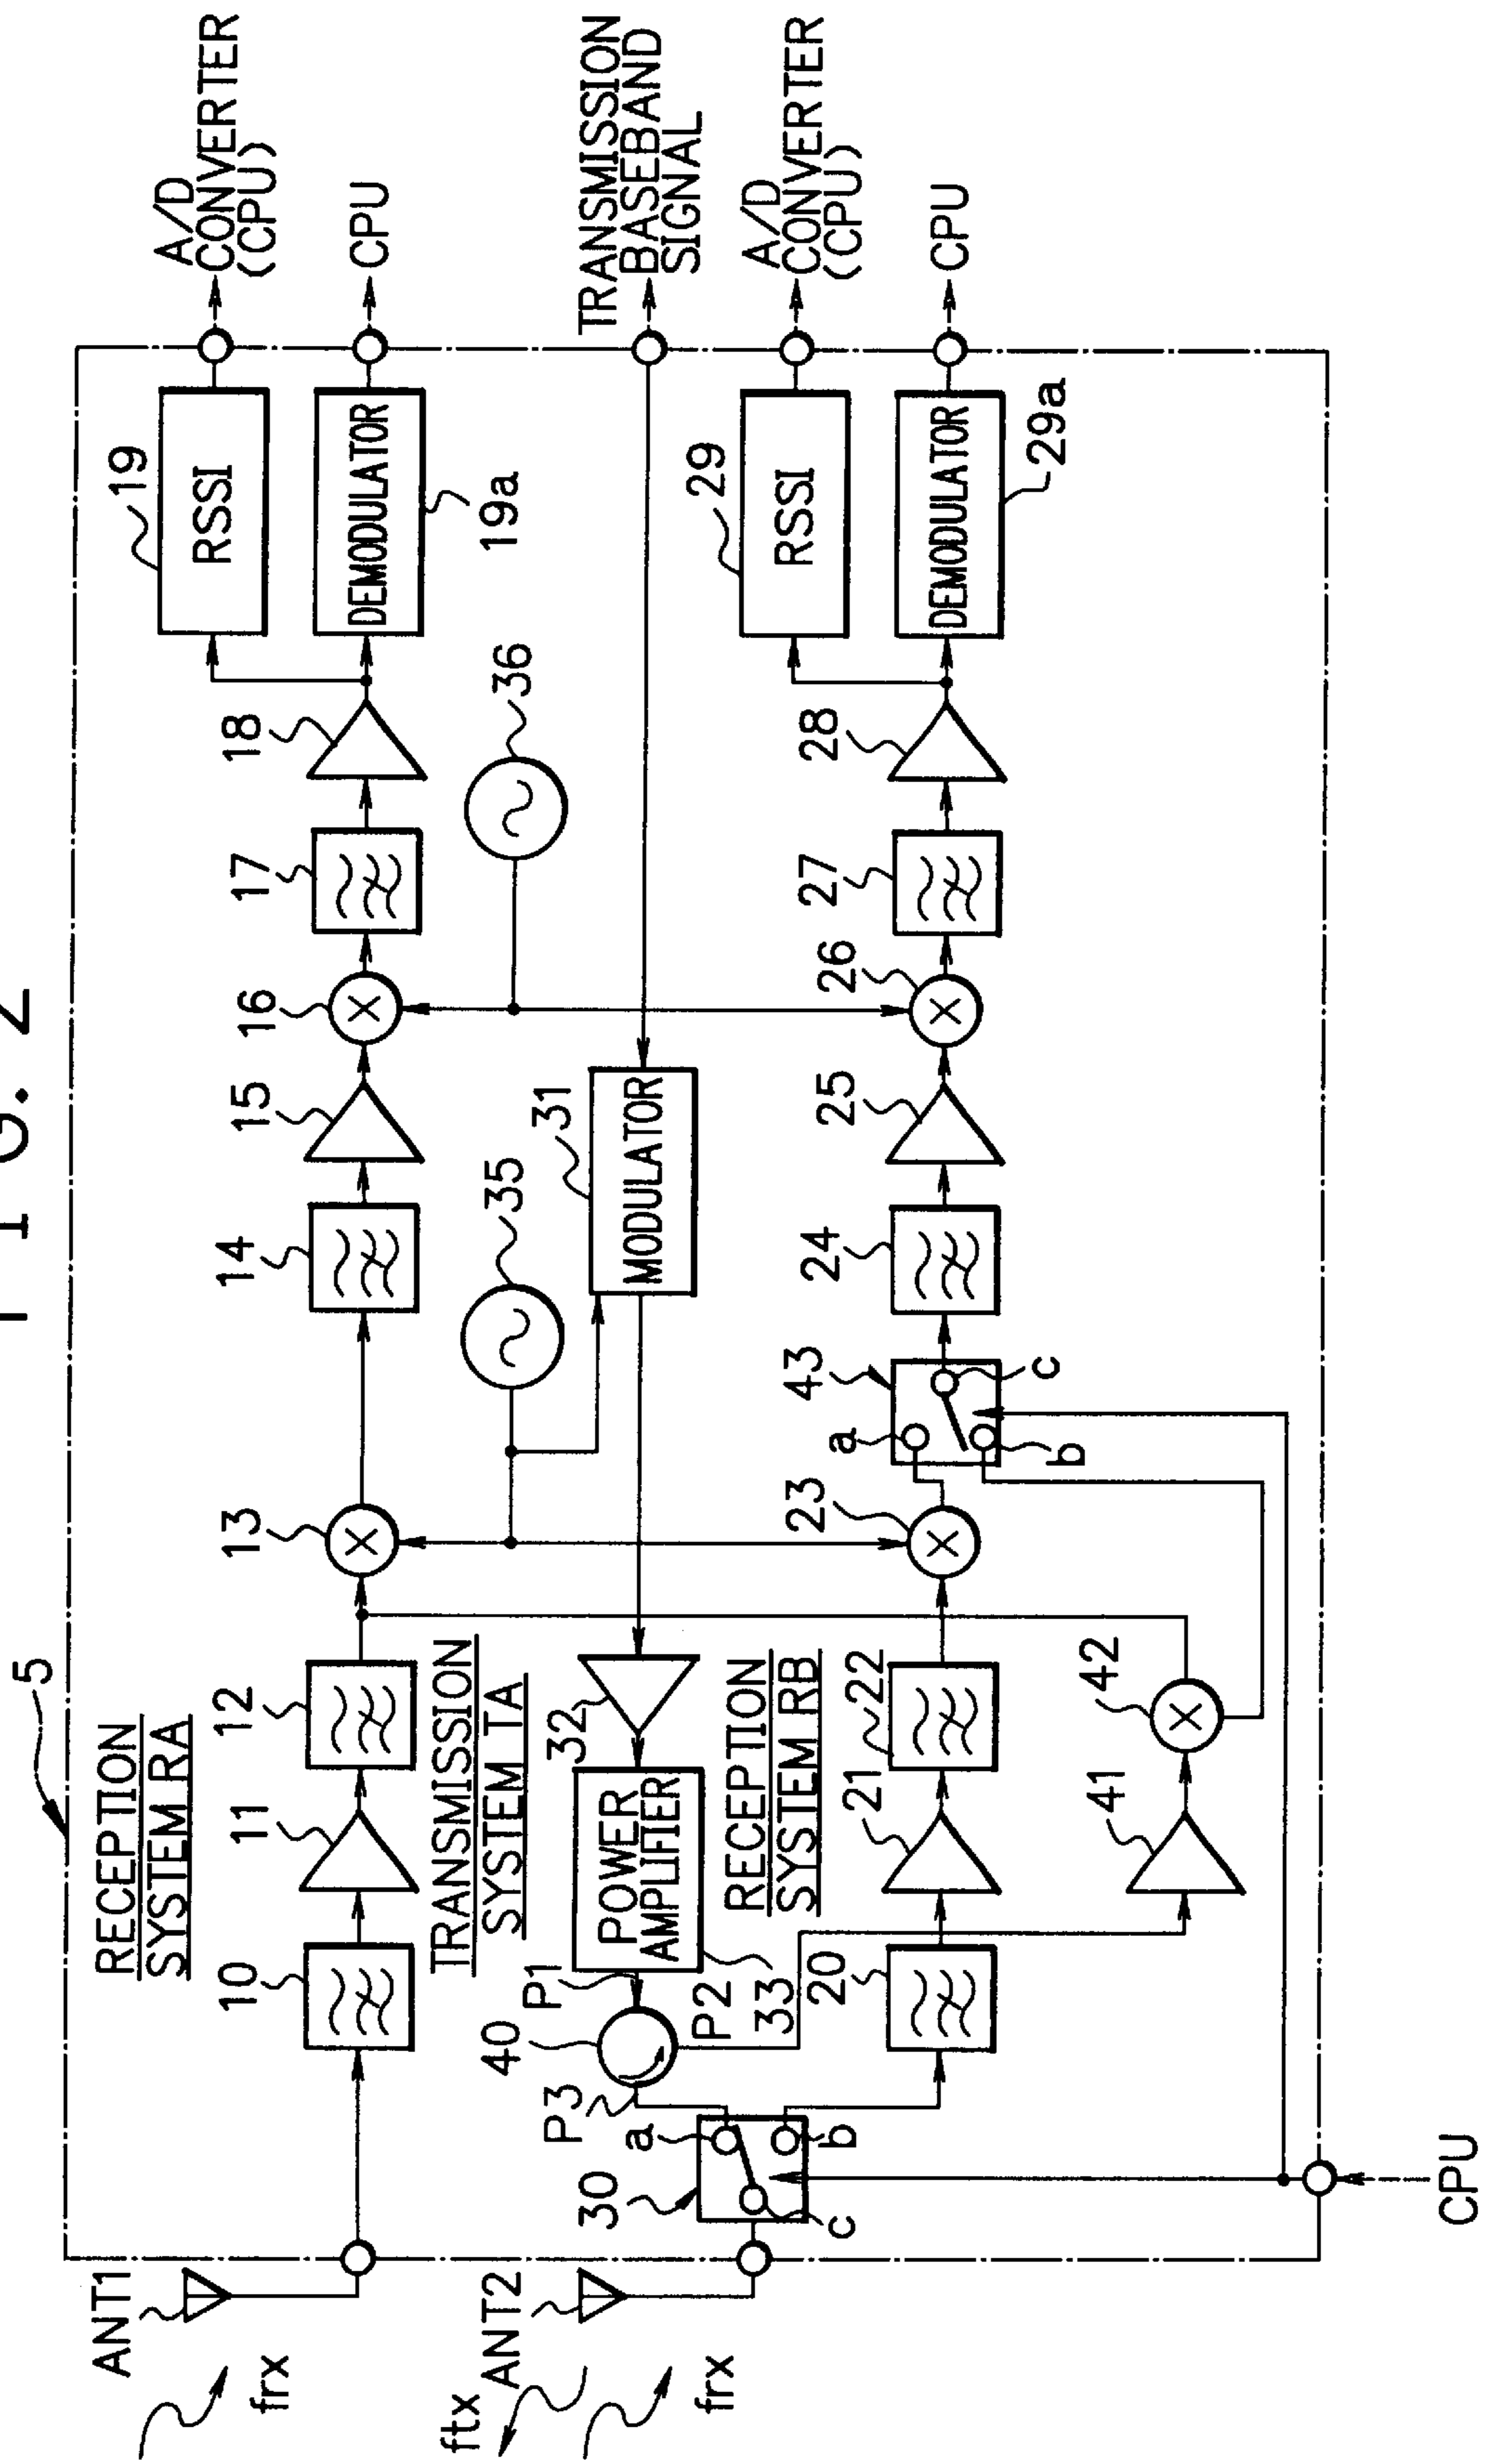 FIG. 2
5
RECEPTION
SYSTEM RA
ANT1
frx
10
11
12
13
14
15
16
17
18
19
RSSI
A/D
CONVERTER
(CPU)
DEMODULATOR
19a
CPU
TRANSMISSION
SYSTEM TA
35
36
ftx
ANT2
frx
30
a
b
c
P3
40
P1
P2
POWER
AMPLIFIER
33
32
31
MODULATOR
TRANSMISSION
BASEBAND
SIGNAL
RECEPTION
SYSTEM RB
20
21
22
23
43
a
b
c
24
25
26
27
28
29
RSSI
A/D
CONVERTER
(CPU)
DEMODULATOR
29a
CPU
41
42
CPU